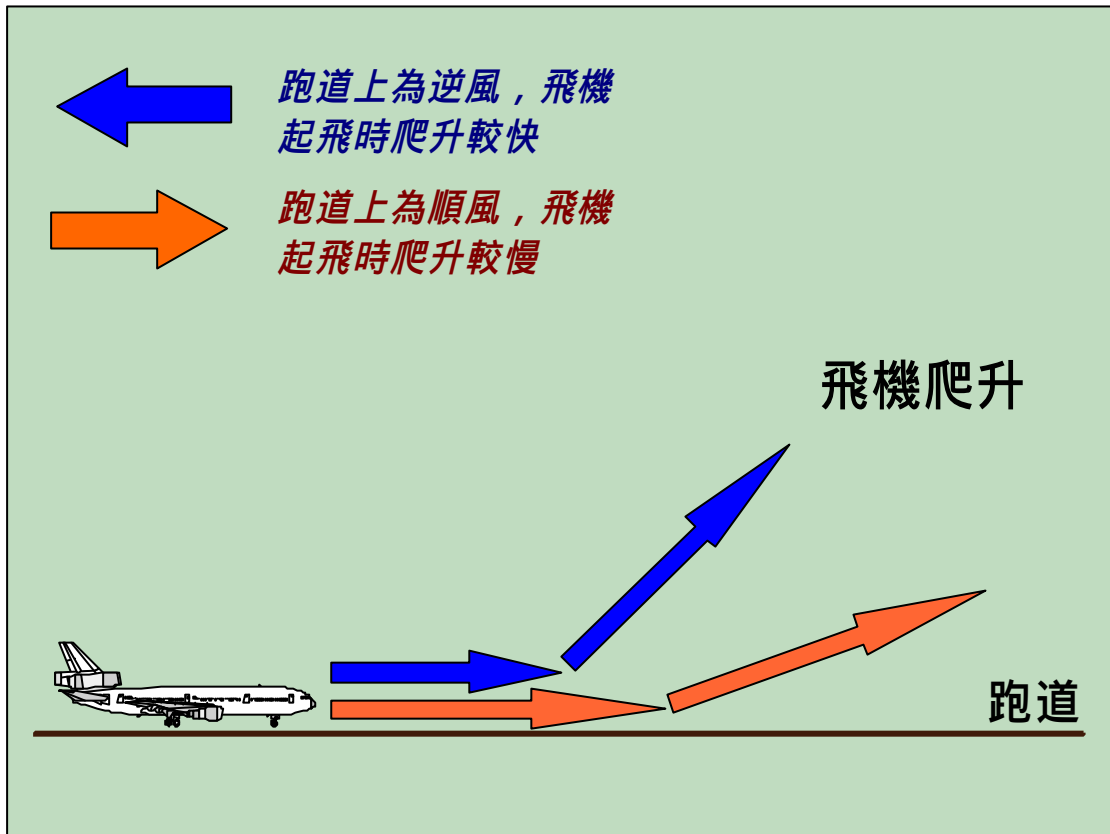 跑道上為逆風，飛機
起飛時爬升較快
跑道上為順風，飛機
起飛時爬升較慢
飛機爬升
跑道